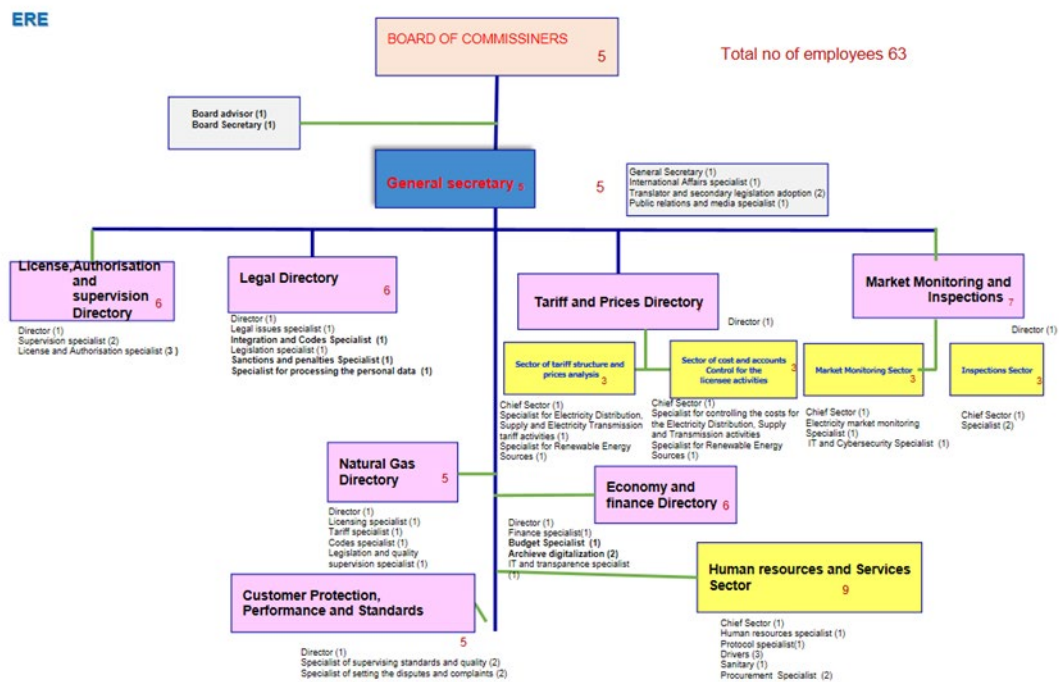 ERE
BOARD OF COMMISSINERS
5
Total no of employees 63
Board advisor (1)
Board Secretary (1)
General secretary 5
5
General Secretary (1)
International Affairs specialist (1)
Translator and secondary legislation adoption (2)
Public relations and media specialist (1)
License,Authorisation
and
supervision
Directory
6
Director (1)
Supervision specialist (2)
License and Authorisation specialist (3 )
Legal Directory
6
Director (1)
Legal issues specialist (1)
Integration and Codes Specialist (1)
Legislation specialist (1)
Sanctions and penalties Specialist (1)
Specialist for processing the personal data (1)
Tariff and Prices Directory
7
Director (1)
Sector of tariff structure and
prices analysis
3
Chief Sector (1)
Specialist for Electricity Distribution,
Supply and Electricity Transmission
tariff activities (1)
Specialist for Renewable Energy
Sources (1)
Sector of cost and accounts
Control for the
licensee activities
3
Chief Sector (1)
Specialist for controlling the costs for
the Electricity Distribution, Supply
and Transmission activities
Specialist for Renewable Energy
Sources (1)
Market Monitoring and
Inspections
7
Director (1)
Market Monitoring Sector
3
Chief Sector (1)
Electricity market monitoring
Specialist (1)
IT and Cybersecurity Specialist (1)
Inspections Sector
3
Chief Sector (1)
Specialist (2)
Natural Gas
Directory
5
Director (1)
Licensing specialist (1)
Tariff specialist (1)
Codes specialist (1)
Legislation and quality
supervision specialist (1)
Economy and
finance Directory
6
Director (1)
Finance specialist(1)
Budget Specialist (1)
Archieve digitalization (2)
IT and transparence specialist
(1)
Customer Protection,
Performance and Standards
5
Director (1)
Specialist of supervising standards and quality (2)
Specialist of setting the disputes and complaints (2)
Human resources and Services
Sector
9
Chief Sector (1)
Human resources specialist (1)
Protocol specialist(1)
Drivers (3)
Sanitary (1)
Procurement Specialist (2)